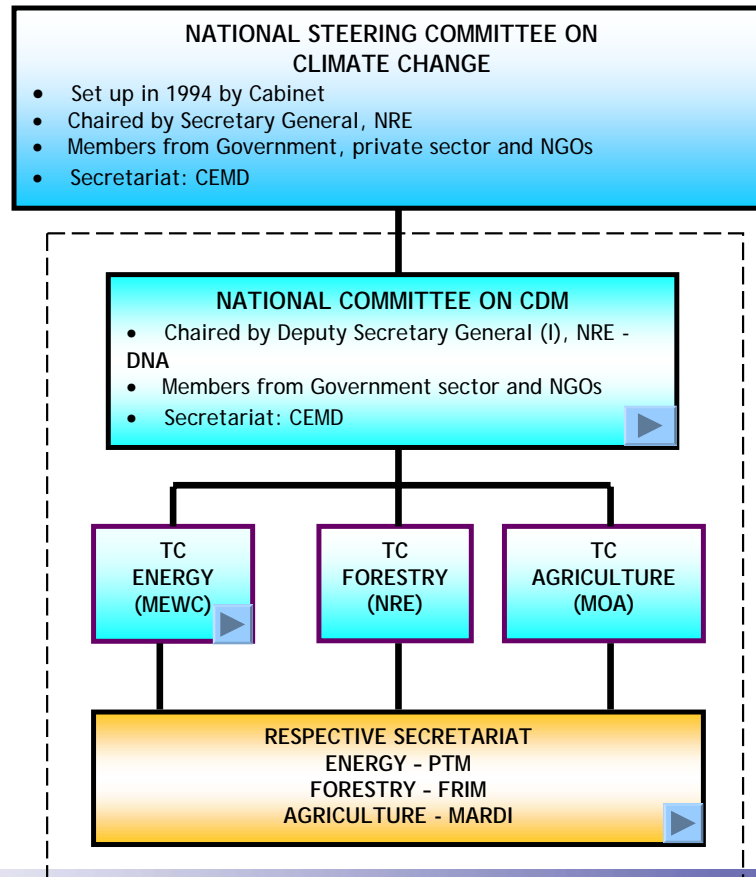 NATIONAL STEERING COMMITTEE ON
CLIMATE CHANGE
• Set up in 1994 by Cabinet
• Chaired by Secretary General, NRE
• Members from Government, private sector and NGOs
• Secretariat: CEMD
NATIONAL COMMITTEE ON CDM
• Chaired by Deputy Secretary General (I), NRE -
DNA
• Members from Government sector and NGOs
• Secretariat: CEMD
TC
ENERGY
(MEWC)
TC
FORESTRY
(NRE)
TC
AGRICULTURE
(MOA)
RESPECTIVE SECRETARIAT
ENERGY – PTM
FORESTRY – FRIM
AGRICULTURE - MARDI